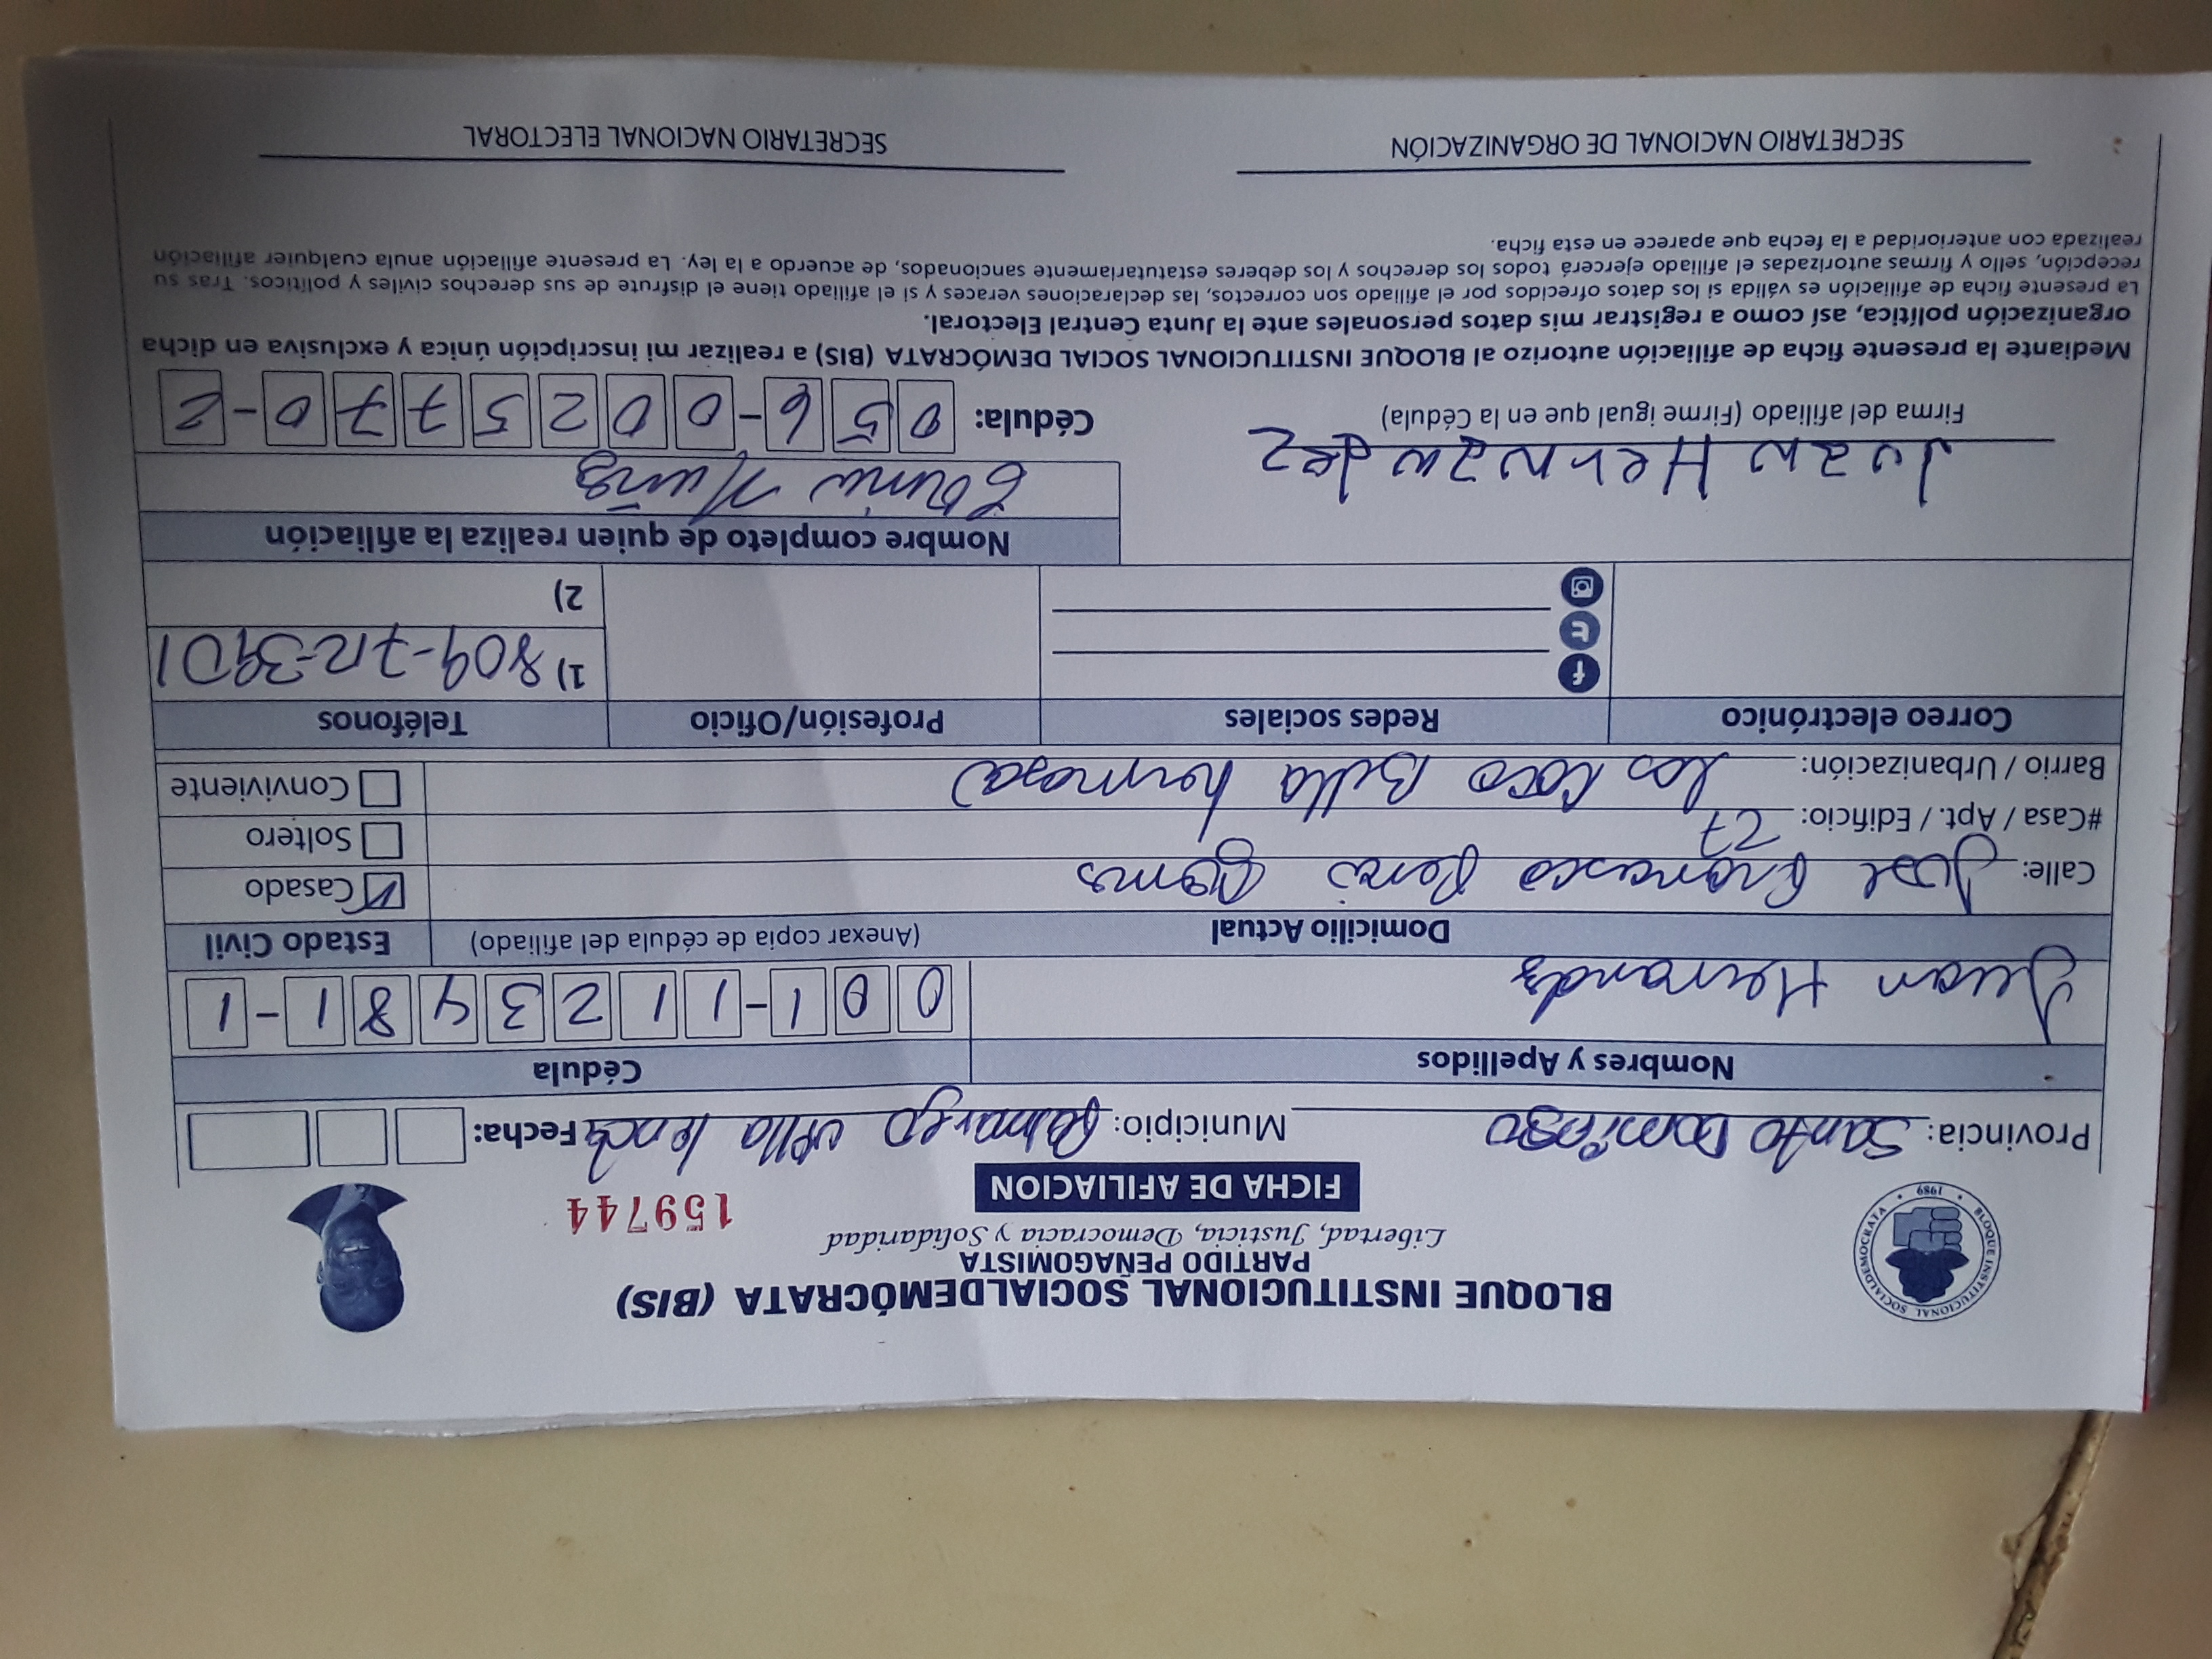 BLOQUE INSTITUCIONAL SOCIALDEMÓCRATA (BIS)
PARTIDO PEÑAGOMISTA
Libertad, Justicia, Democracia y Solidaridad
BLOQUE INSTITUCIONAL SOCIALDEMOCRATA • 1989 •
FICHA DE AFILIACION
159744
Provincia: Santo Domingo Municipio: Fecha:
Nombres y Apellidos Cédula
Juan Hernandz 001-1123481-1
Domicilio Actual (Anexar copia de cédula del afiliado) Estado Civil
Calle: Jose Francisco Casado
#Casa / Apt. / Edificio: 27 Soltero
Barrio / Urbanización: los Coco Bella hermosa Conviviente
Correo electrónico Redes sociales Profesión/Oficio Teléfonos
1) 809-712-3901
2)
Nombre completo de quien realiza la afiliación
Juan Hernandez
Firma del afiliado (Firme igual que en la Cédula) Cédula: 056-0025770-2
Mediante la presente ficha de afiliación autorizo al BLOQUE INSTITUCIONAL SOCIAL DEMÓCRATA (BIS) a realizar mi inscripción única y exclusiva en dicha
organización política, así como a registrar mis datos personales ante la Junta Central Electoral.
La presente ficha de afiliación es válida si los datos ofrecidos por el afiliado son correctos, las declaraciones veraces y si el afiliado tiene el disfrute de sus derechos civiles y políticos. Tras su
recepción, sello y firmas autorizadas el afiliado ejercerá todos los derechos y los deberes estatutariamente sancionados, de acuerdo a la ley. La presente afiliación anula cualquier afiliación
realizada con anterioridad a la fecha que aparece en esta ficha.
SECRETARIO NACIONAL DE ORGANIZACIÓN SECRETARIO NACIONAL ELECTORAL